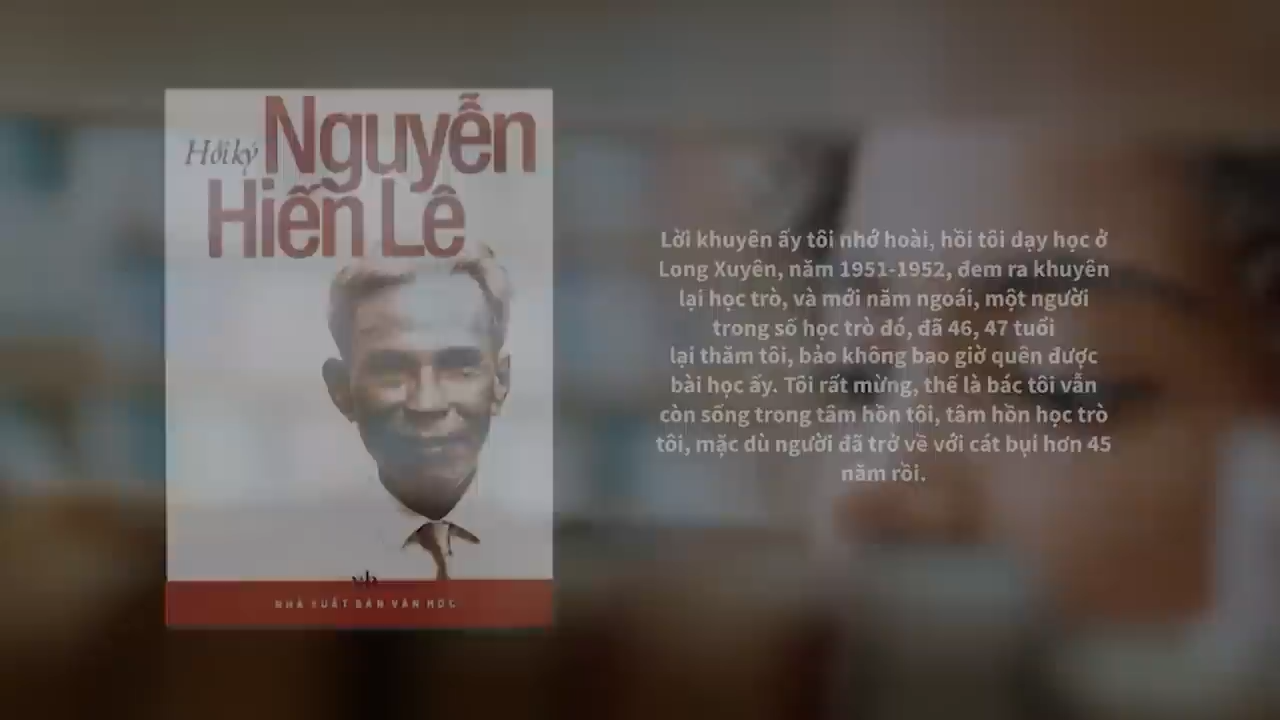 Hồi ký Nguyễn
Hiến Lê
NHÀ XUẤT BẢN VĂN HỌC
Lời khuyên ấy tôi nhớ hoài, hồi tôi dạy học ở
Long Xuyên, năm 1951-1952, đem ra khuyên
lại học trò, và mới năm ngoái, một người
trong số học trò đó, đã 46, 47 tuổi
lại thăm tôi, bảo không bao giờ quên được
bài học ấy. Tôi rất mừng, thế là bác tôi vẫn
còn sống trong tâm hồn tôi, tâm hồn học trò
tôi, mặc dù người đã trở về với cát bụi hơn 45
năm rồi.